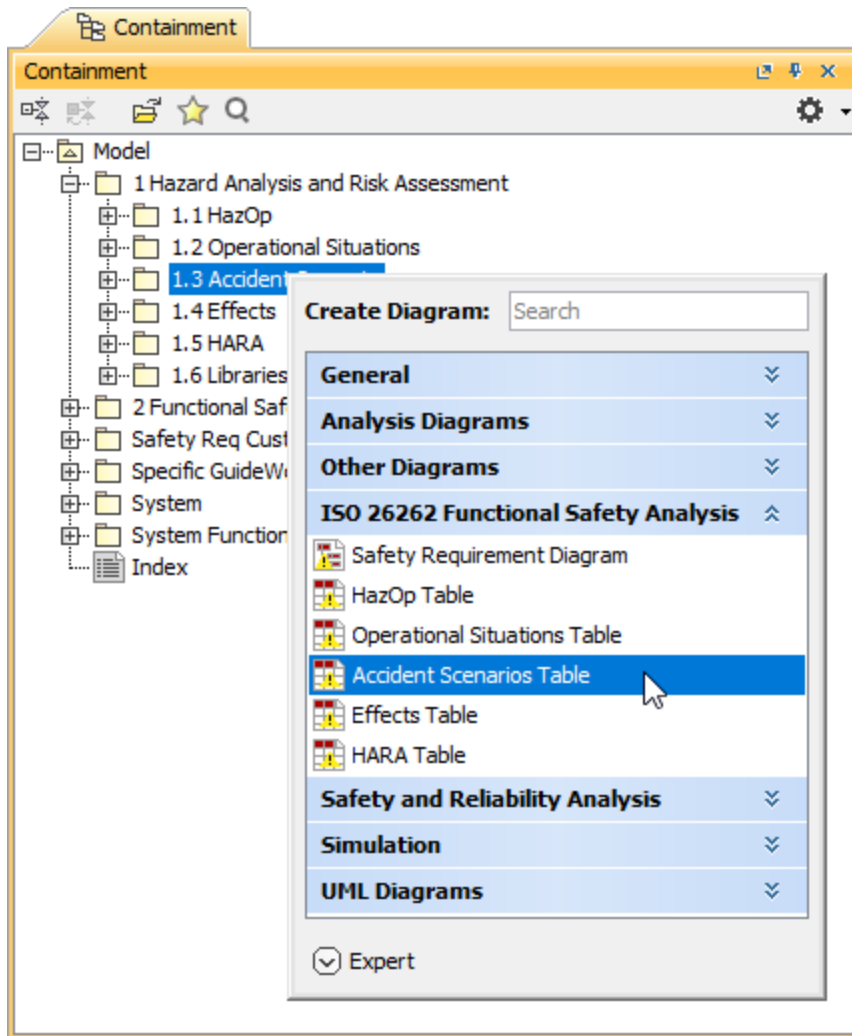 Containment
Containment
Model
1 Hazard Analysis and Risk Assessment
1.1 HazOp
1.2 Operational Situations
1.3 Accident
1.4 Effects
1.5 HARA
1.6 Libraries
2 Functional Saf
Safety Req Cust
Specific GuideW
System
System Function
Index
Create Diagram: Search
General
Analysis Diagrams
Other Diagrams
ISO 26262 Functional Safety Analysis
Safety Requirement Diagram
HazOp Table
Operational Situations Table
Accident Scenarios Table
Effects Table
HARA Table
Safety and Reliability Analysis
Simulation
UML Diagrams
Expert